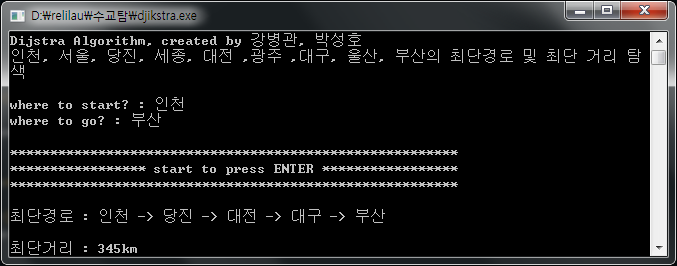 D:\relilau\수교탐\djikstra.exe
Dijstra Algorithm, created by 강병관, 박성호
인천, 서울, 당진, 세종, 대전 ,광주 ,대구, 울산, 부산의 최단경로 및 최단 거리 탐
색
where to start? : 인천
where to go? : 부산
********************************************************
***************** start to press ENTER *****************
********************************************************
최단경로 : 인천 -> 당진 -> 대전 -> 대구 -> 부산
최단거리 : 345km